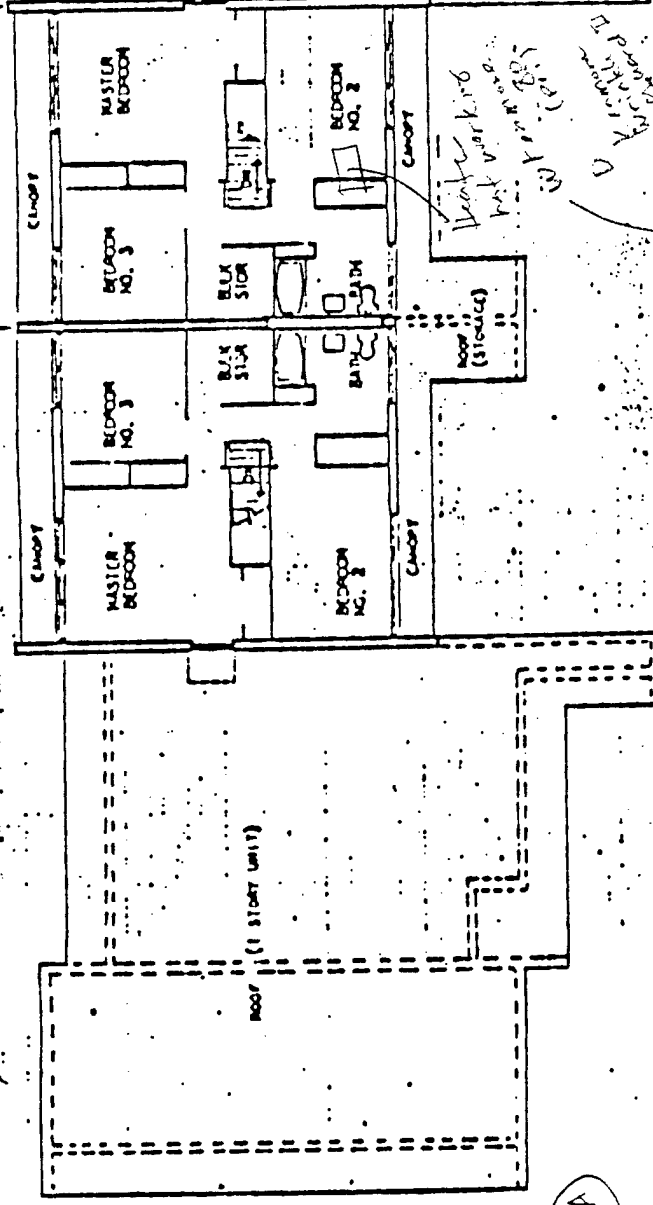 CANOPY
CANOPY
MASTER
BEDROOM
BEDROOM
NO. 3
BEDROOM
NO. 3
MASTER
BEDROOM
BULK
STOR
BULK
STOR
BEDROOM
NO. 2
BATH
BATH
BEDROOM
NO. 2
CANOPY
CANOPY
ROOF
(STORAGE)
ROOF (1 STORY UNIT)
not working
A